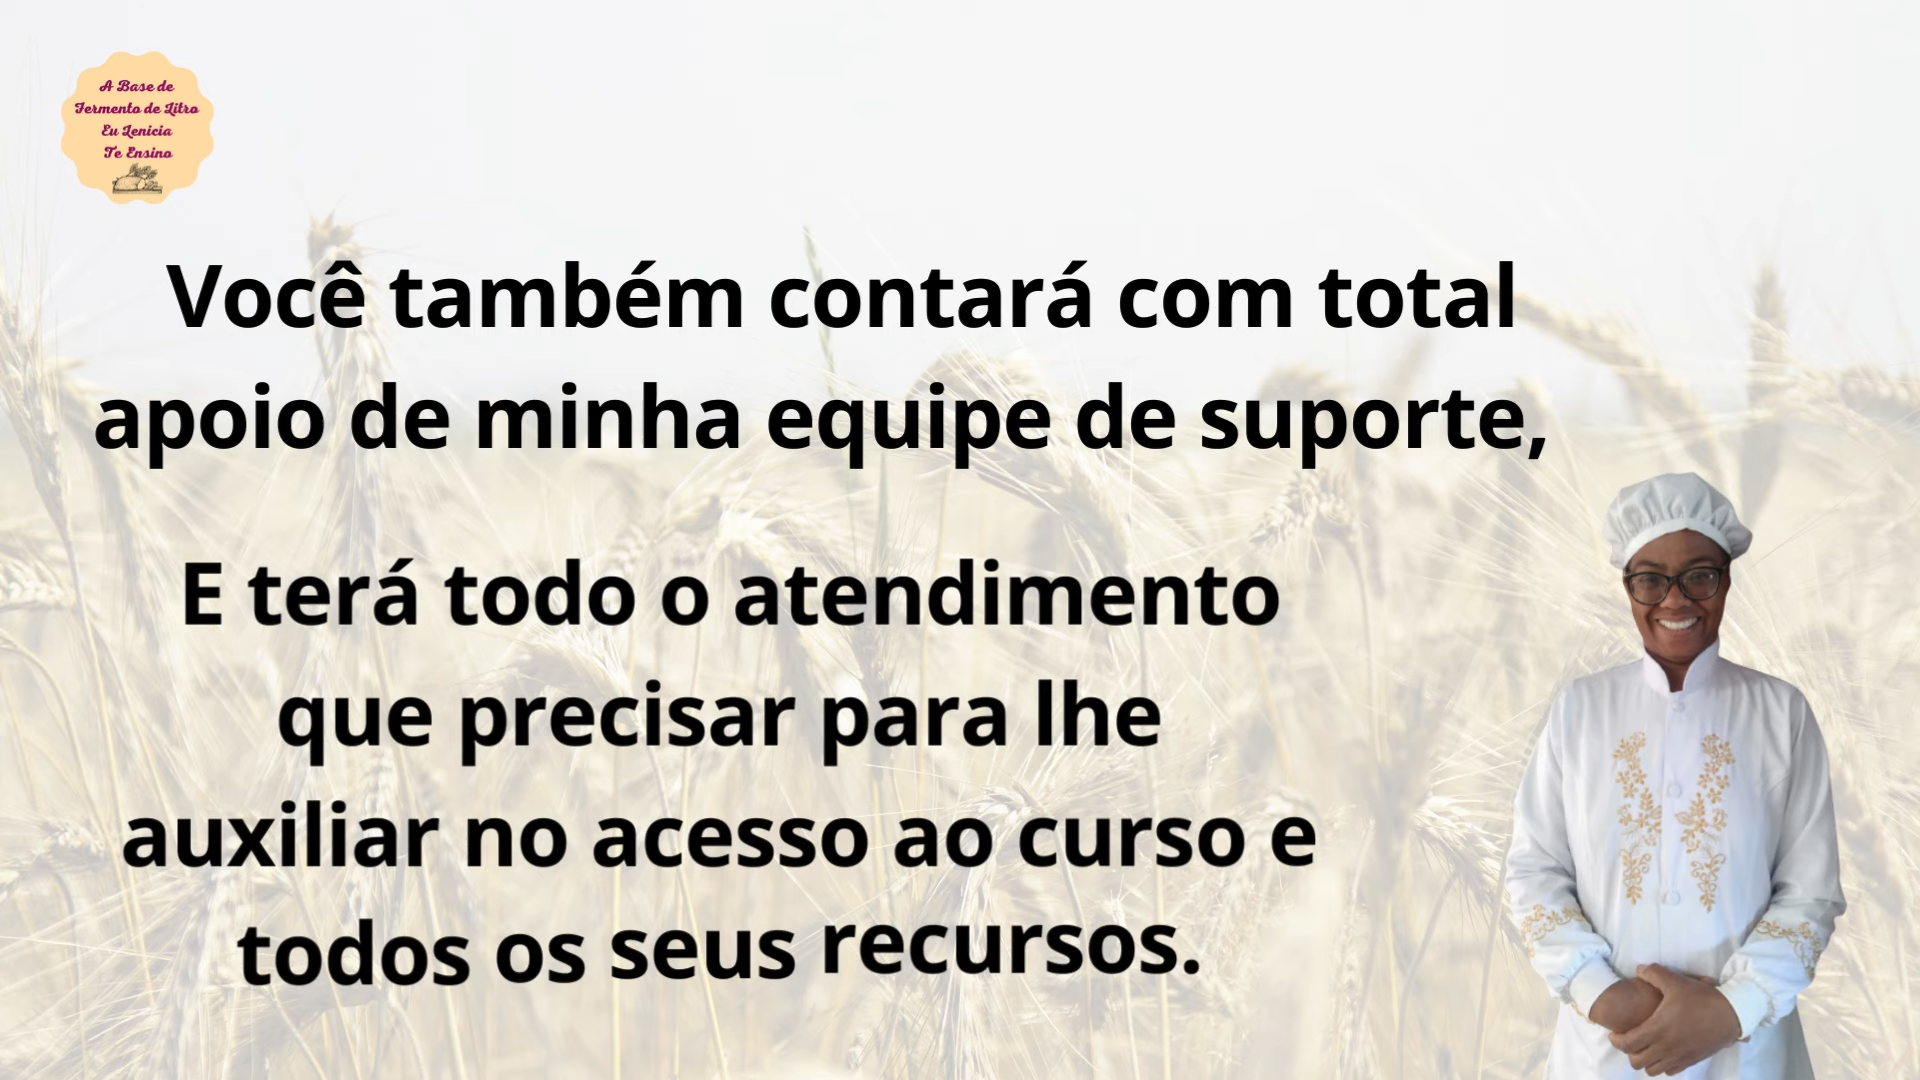 A Base de
Fermento de Litro
Eu Lenicia
Te Ensino
Você também contará com total
apoio de minha equipe de suporte,
E terá todo o atendimento
que precisar para lhe
auxiliar no acesso ao curso e
todos os seus recursos.